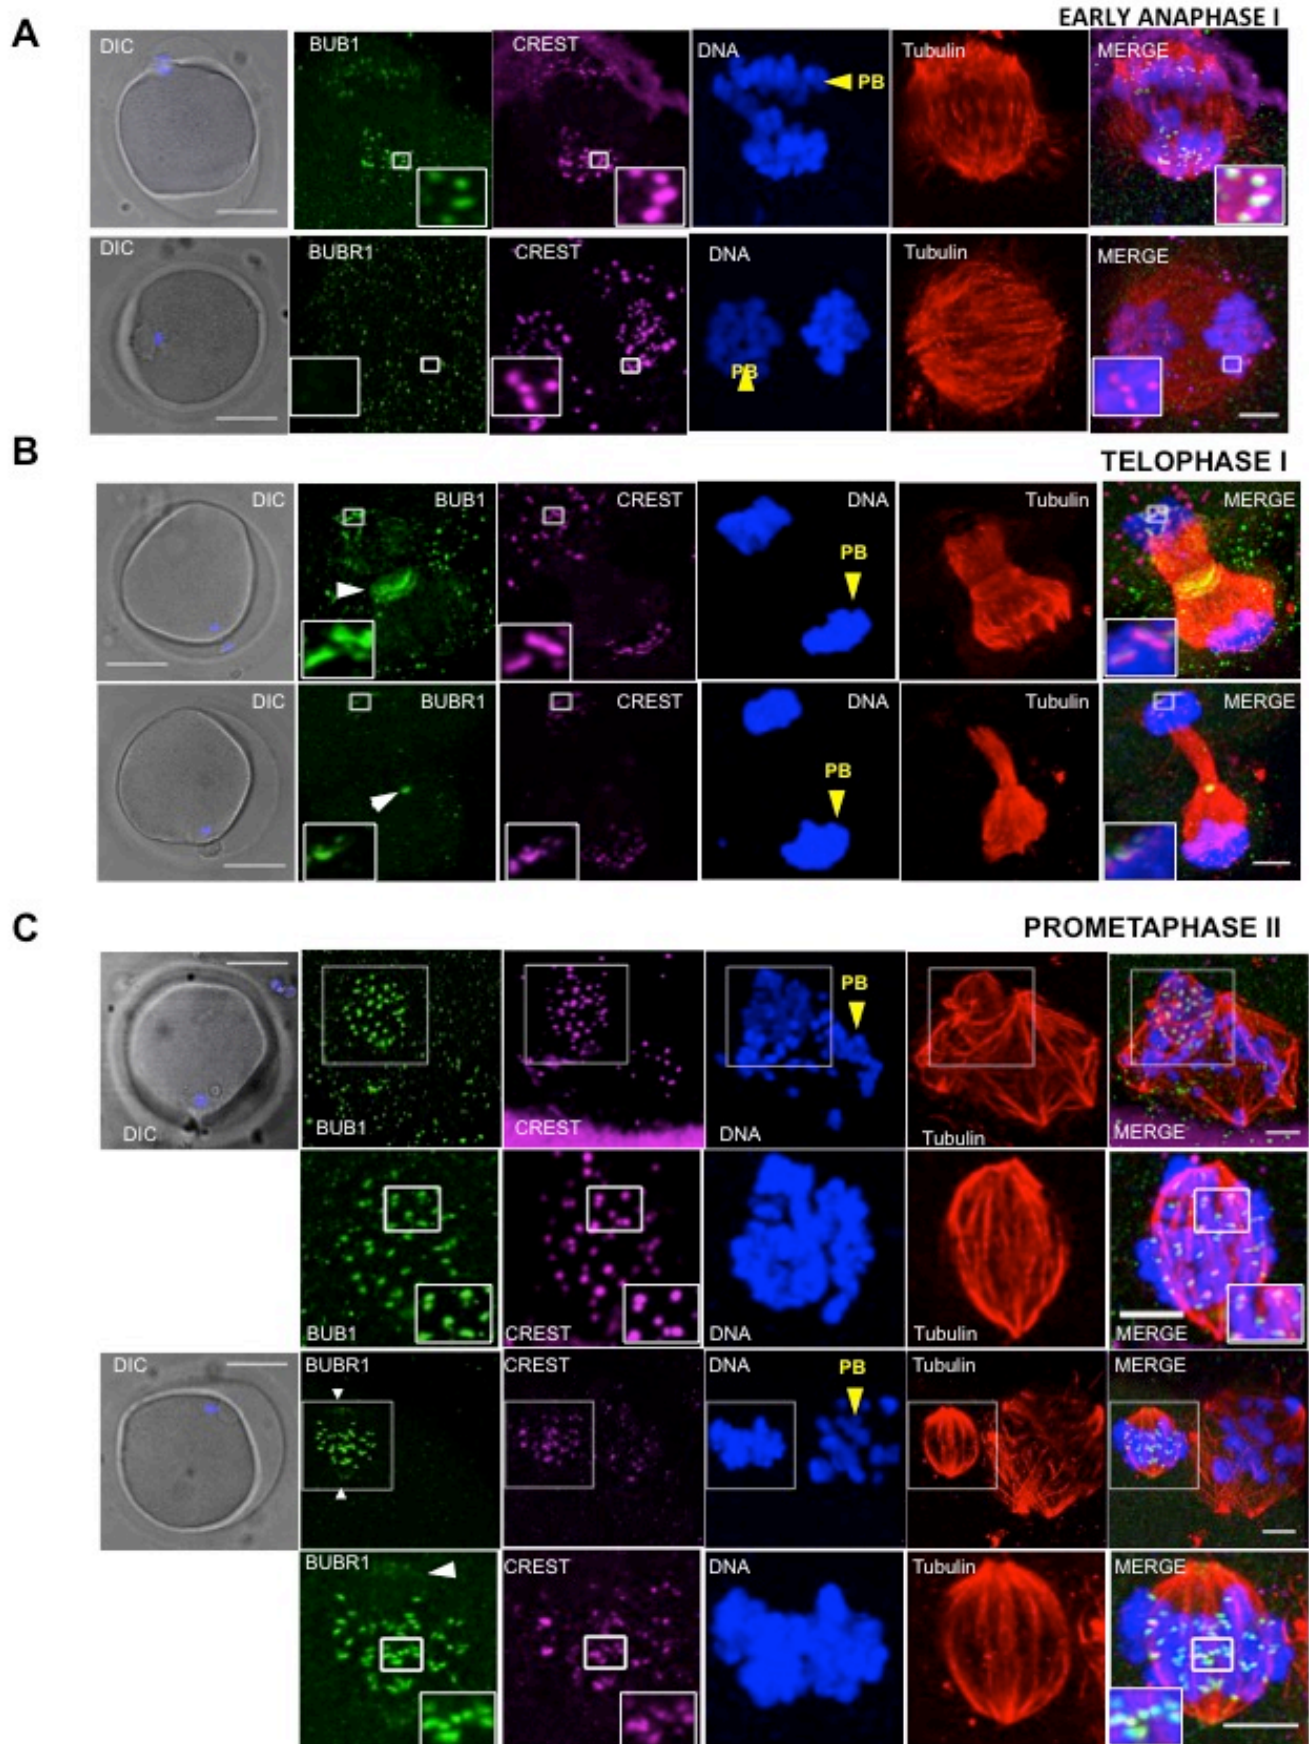 A
EARLY ANAPHASE I
DIC BUB1 CREST DNA Tubulin MERGE
PB
DIC BUBR1 CREST DNA Tubulin MERGE
PB
B
TELOPHASE I
DIC BUB1 CREST DNA Tubulin MERGE
PB
DIC BUBR1 CREST DNA Tubulin MERGE
PB
C
PROMETAPHASE II
PB
DIC BUB1 CREST DNA Tubulin MERGE
BUB1 CREST DNA Tubulin MERGE
DIC BUBR1 CREST DNA Tubulin MERGE
PB
BUBR1 CREST DNA Tubulin MERGE